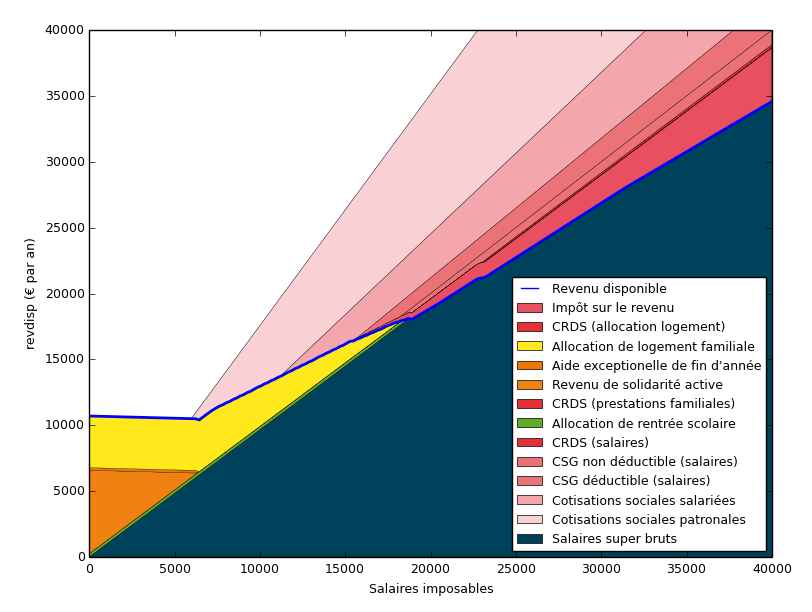 40000
35000
30000
25000
20000
15000
10000
5000
0
revdisp (€ par an)
Revenu disponible
Impôt sur le revenu
CRDS (allocation logement)
Allocation de logement familiale
Aide exceptionelle de fin d'année
Revenu de solidarité active
CRDS (prestations familiales)
Allocation de rentrée scolaire
CRDS (salaires)
CSG non déductible (salaires)
CSG déductible (salaires)
Cotisations sociales salariées
Cotisations sociales patronales
Salaires super bruts
0 5000 10000 15000 20000 25000 30000 35000 40000
Salaires imposables